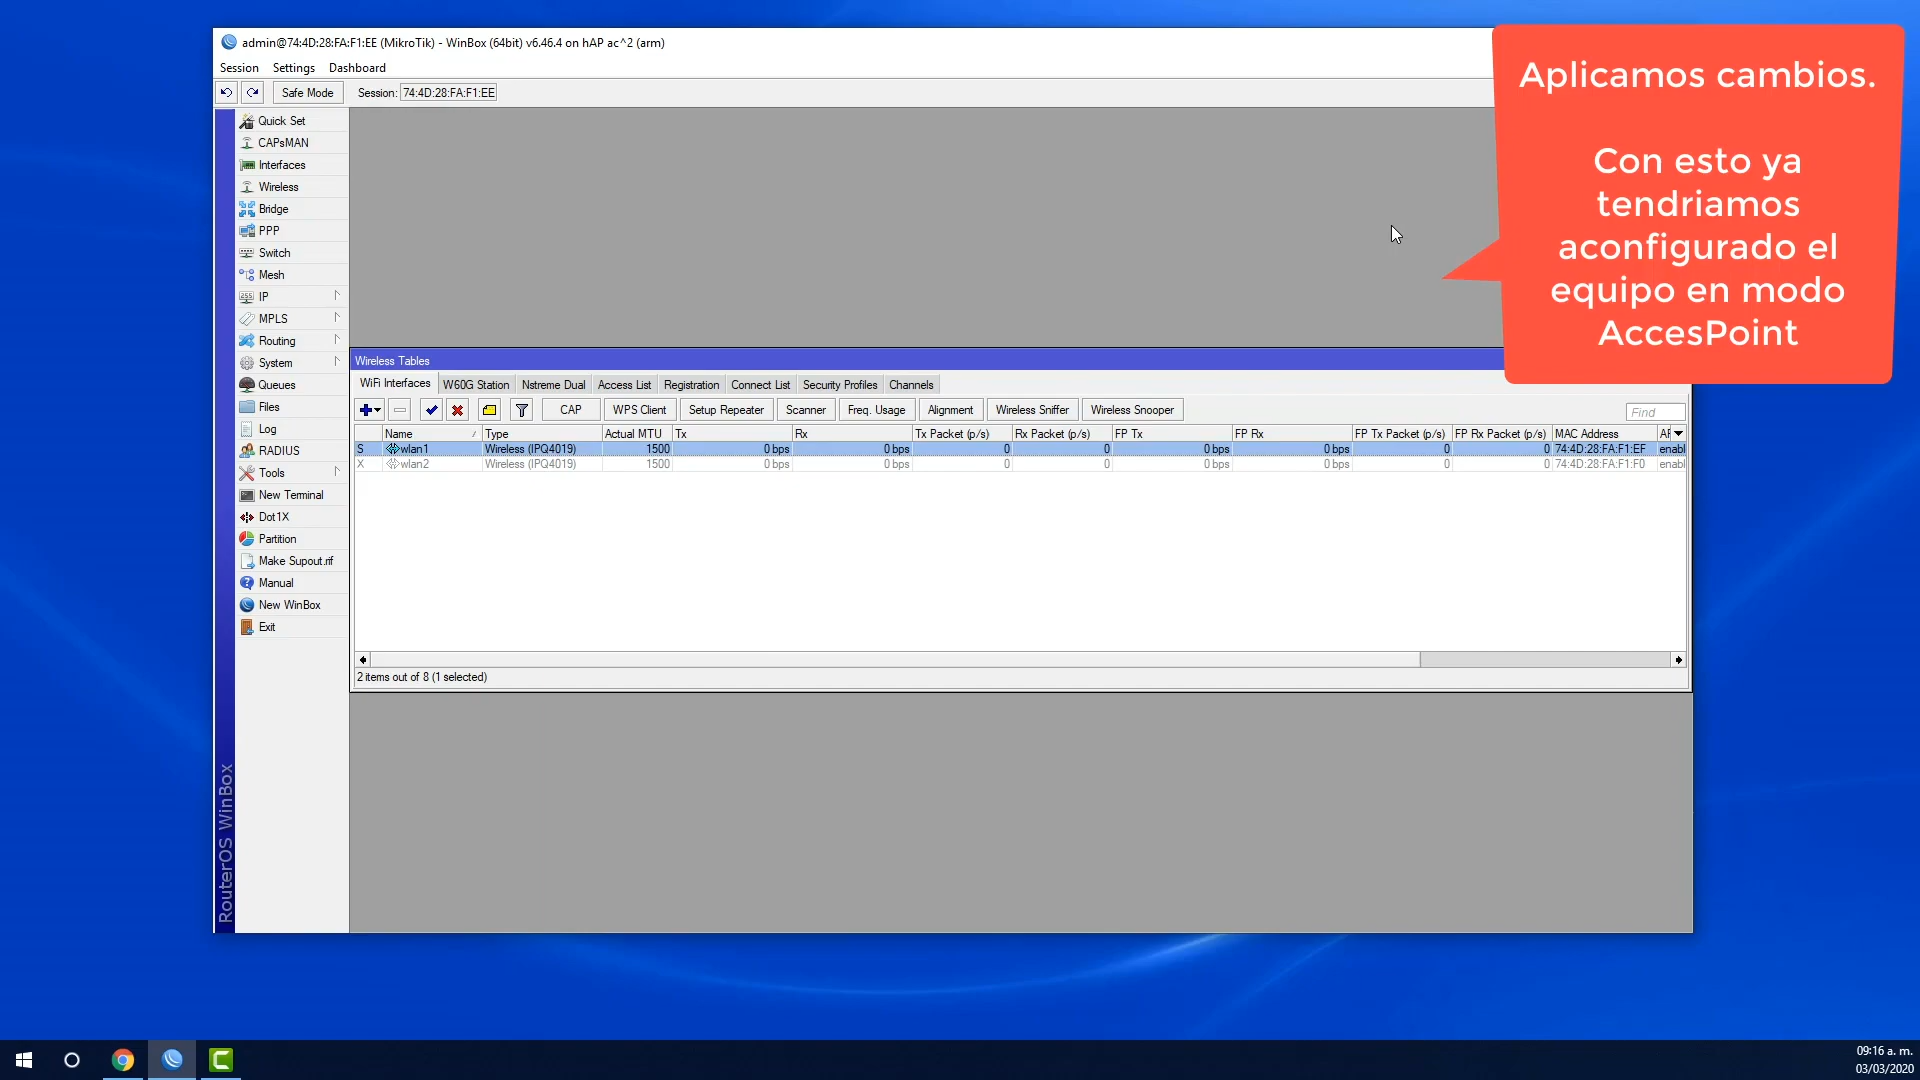 admin@74:4D:28:FA:F1:EE (MikroTik) - WinBox (64bit) v6.46.4 on hAP ac^2 (arm)
Session Settings Dashboard
Safe Mode Session: 74:4D:28:FA:F1:EE
Quick Set
CAPsMAN
Interfaces
Wireless
Bridge
PPP
Switch
Mesh
IP
MPLS
Routing
System
Queues
Files
Log
RADIUS
Tools
New Terminal
Dot1X
Partition
Make Supout.rif
Manual
New WinBox
Exit
RouterOS WinBox
Aplicamos cambios.
Con esto ya
tendriamos
aconfigurado el
equipo en modo
AccesPoint
Wireless Tables
WiFi Interfaces W60G Station Nstreme Dual Access List Registration Connect List Security Profiles Channels
CAP WPS Client Setup Repeater Scanner Freq. Usage Alignment Wireless Sniffer Wireless Snooper Find
Name Type Actual MTU Tx Rx Tx Packet (p/s) Rx Packet (p/s) FP Tx FP Rx FP Tx Packet (p/s) FP Rx Packet (p/s) MAC Address
S wlan1 Wireless (IPQ4019) 1500 0 bps 0 bps 0 0 0 bps 0 bps 0 0 74:4D:28:FA:F1:EF enabl
X wlan2 Wireless (IPQ4019) 1500 0 bps 0 bps 0 0 0 bps 0 bps 0 0 74:4D:28:FA:F1:F0 enabl
2 items out of 8 (1 selected)
09:16 a. m.
03/03/2020